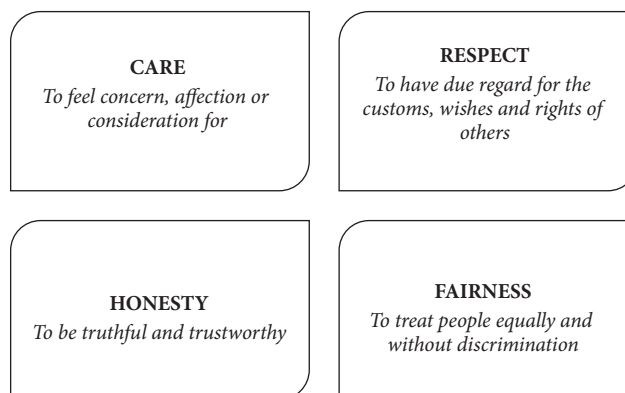 CARE
To feel concern, affection or
consideration for
RESPECT
To have due regard for the
customs, wishes and rights of
others
HONESTY
To be truthful and trustworthy
FAIRNESS
To treat people equally and
without discrimination